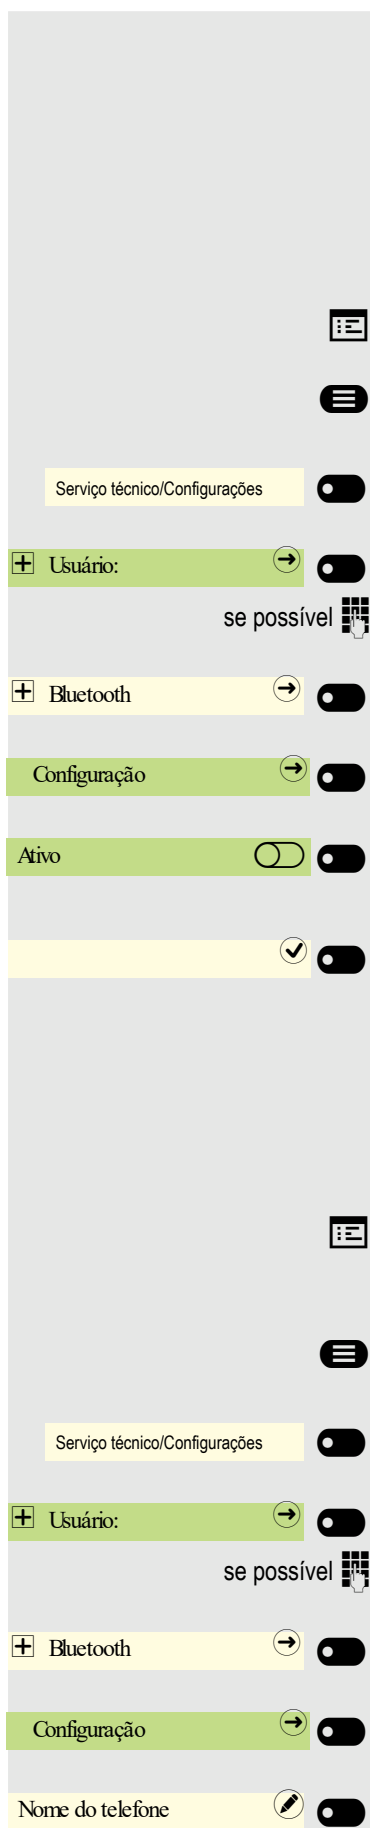 Serviço técnico/Configurações
Usuário:
se possível
Bluetooth
Configuração
Ativo
Serviço técnico/Configurações
Usuário:
se possível
Bluetooth
Configuração
Nome do telefone